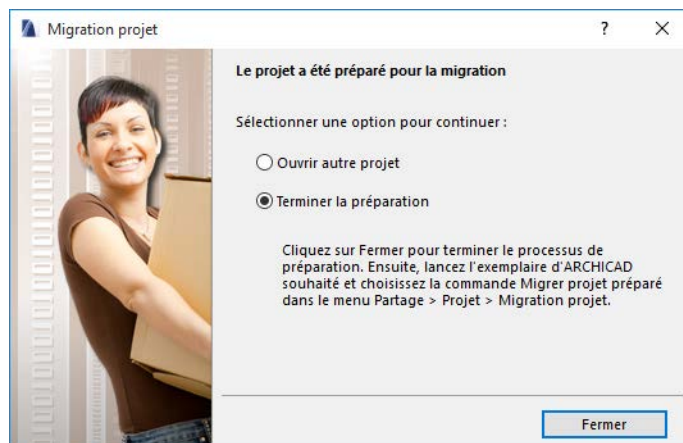 Migration projet
?
Le projet a été préparé pour la migration
Sélectionner une option pour continuer :
Ouvrir autre projet
Terminer la préparation
Cliquez sur Fermer pour terminer le processus de
préparation. Ensuite, lancez l'exemplaire d'ARCHICAD
souhaité et choisissez la commande Migrer projet préparé
dans le menu Partage > Projet > Migration projet.
Fermer